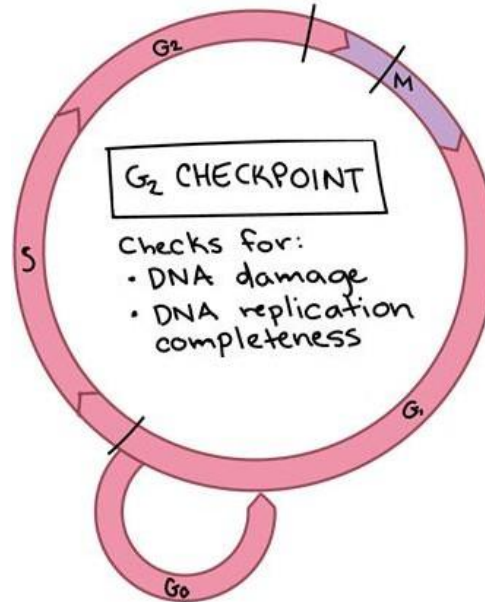 G2
M
G2 CHECKPOINT
Checks for:
• DNA damage
• DNA replication
completeness
S
G1
G0